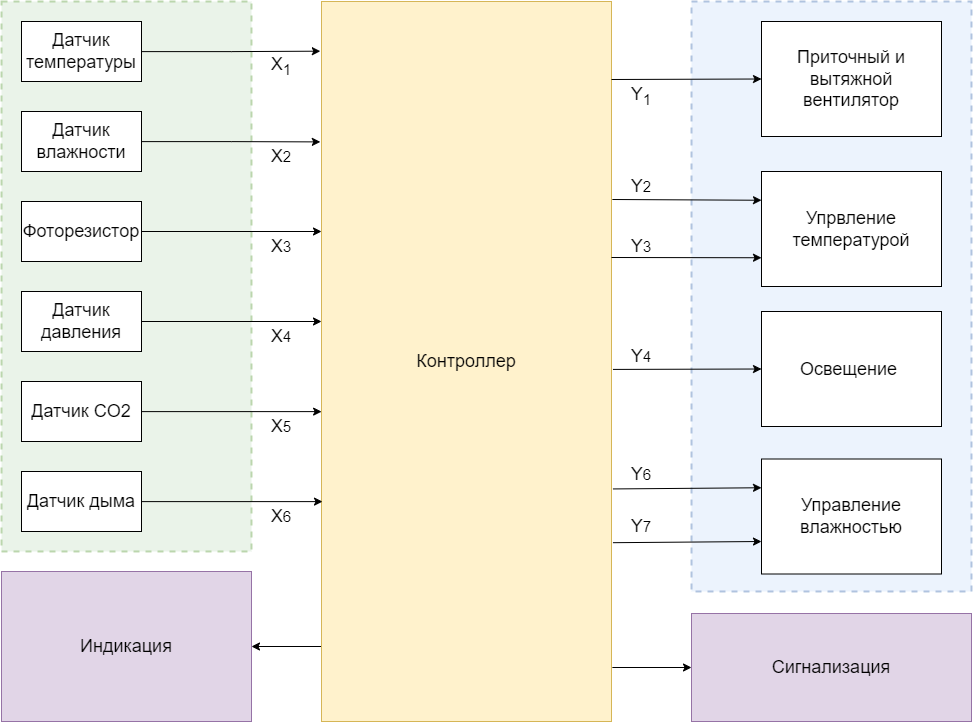 Датчик
температуры
X1
Датчик
влажности
X2
Фоторезистор
X3
Датчик
давления
X4
Датчик CO2
X5
Датчик дыма
X6
Индикация
Контроллер
Y1
Приточный и
вытяжной
вентилятор
Y2
Y3
Упрвление
температурой
Y4
Освещение
Y6
Y7
Управление
влажностью
Сигнализация